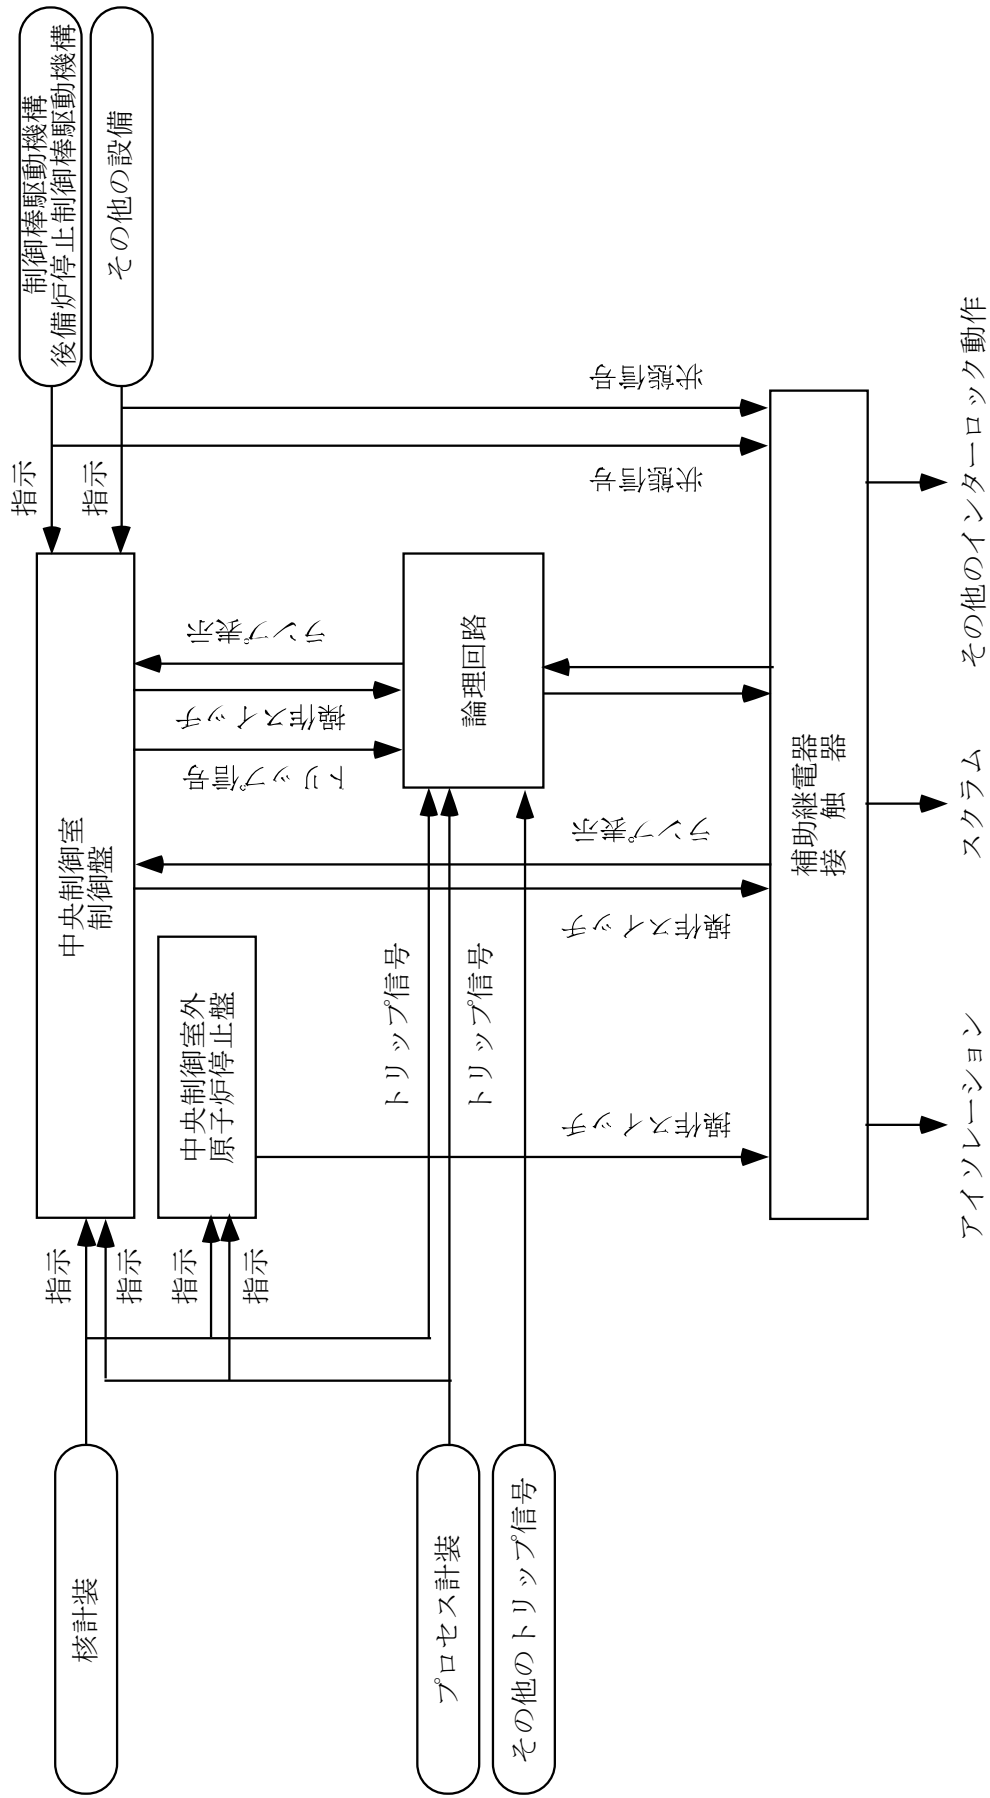 制御棒駆動機構
後備炉停止制御棒駆動機構
その他の設備
指示
指示
状態信号
状態信号
中央制御室
制御盤
ランプ表示
操作スイッチ
トリップ信号
論理回路
ランプ表示
操作スイッチ
補助継電器
接　触　器
中央制御室外
原子炉停止盤
トリップ信号
トリップ信号
操作スイッチ
指示
指示
指示
指示
核計装
プロセス計装
その他のトリップ信号
その他のインターロック動作
スクラム
アイソレーション